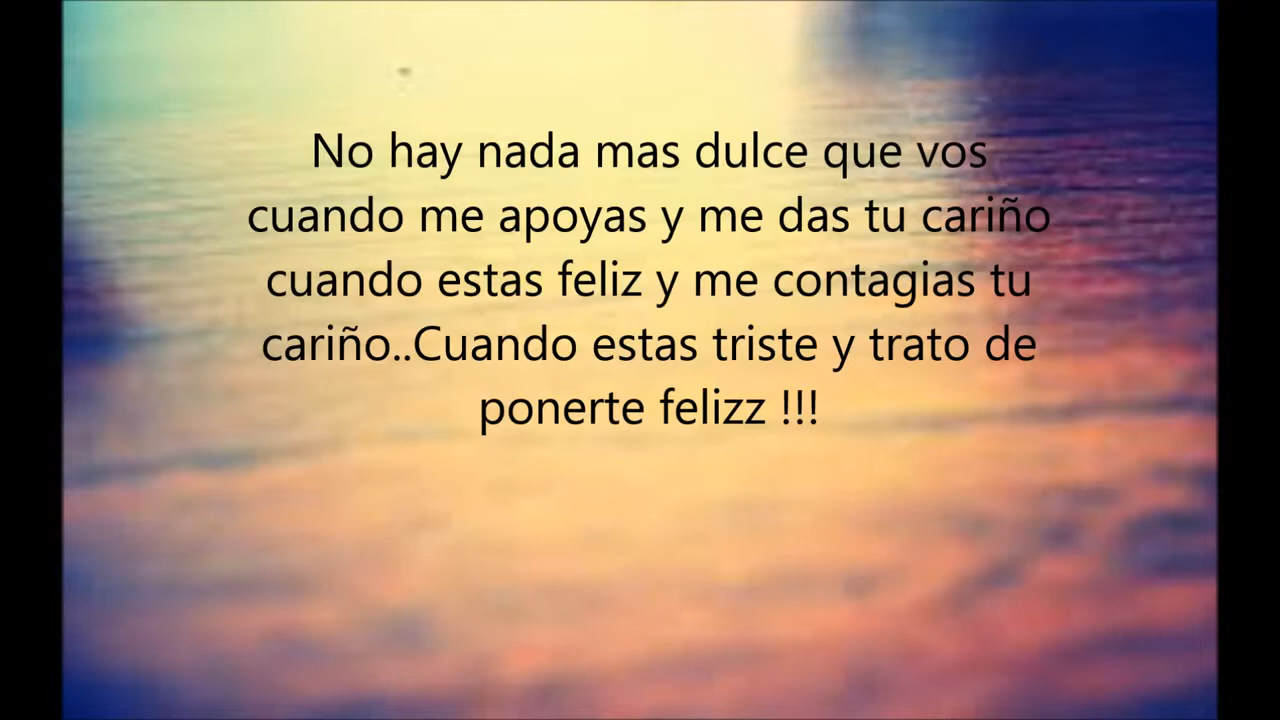 No hay nada mas dulce que vos
cuando me apoyas y me das tu cariño
cuando estas feliz y me contagias tu
cariño..Cuando estas triste y trato de
ponerte felizz !!!